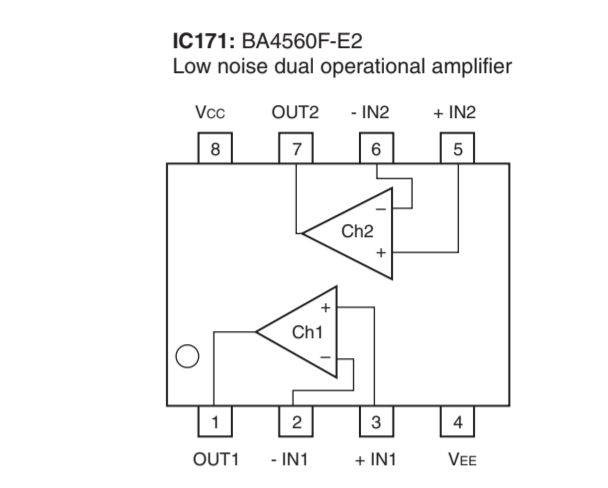 IC171: BA4560F-E2
Low noise dual operational amplifier
VCC OUT2 - IN2 + IN2
8 7 6 5
−
Ch2
+
+
Ch1
−
1 2 3 4
OUT1 - IN1 + IN1 VEE